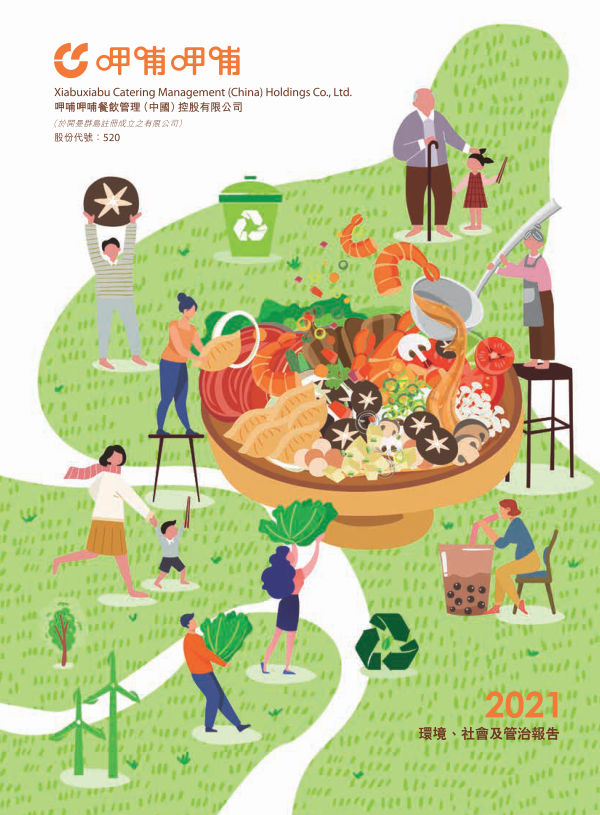 呷哺呷哺
Xiabuxiabu Catering Management (China) Holdings Co., Ltd.
呷哺呷哺餐飲管理(中國)控股有限公司
(於開曼群島註冊成立之有限公司)
股份代號：520
2021
環境、社會及管治報告